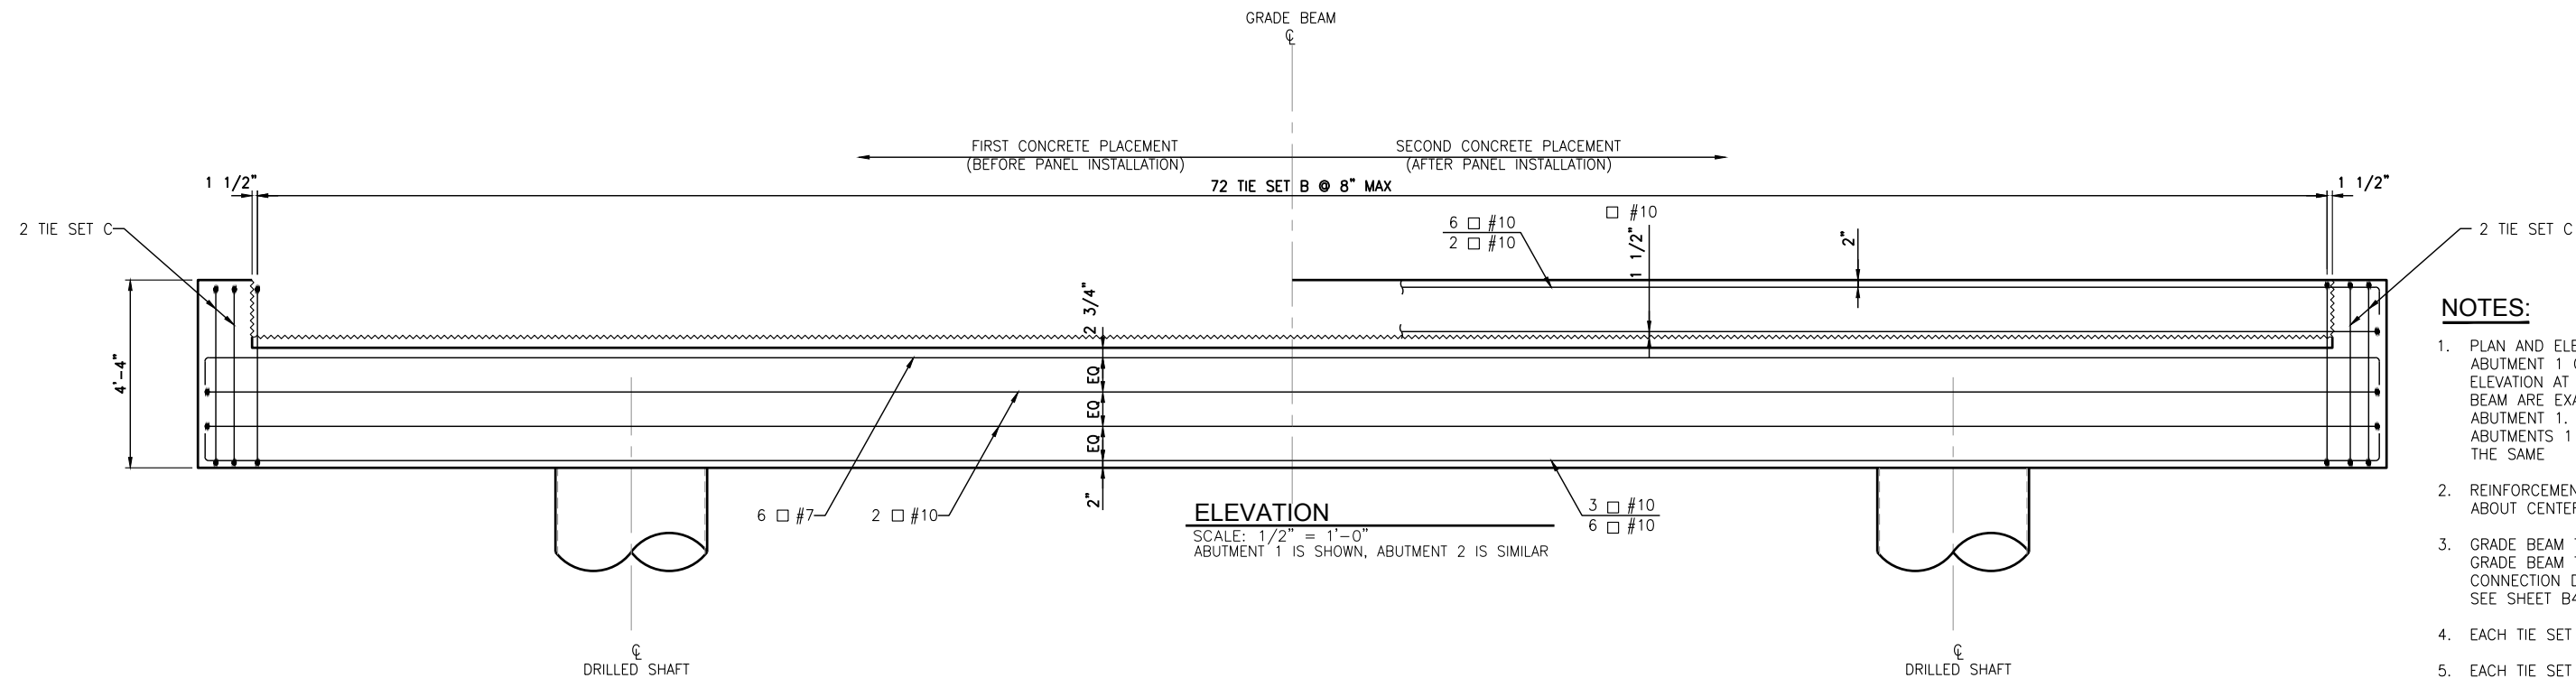 GRADE BEAM
℄
FIRST CONCRETE PLACEMENT
(BEFORE PANEL INSTALLATION)
SECOND CONCRETE PLACEMENT
(AFTER PANEL INSTALLATION)
1 1/2"
72 TIE SET B @ 8" MAX
1 1/2"
2 TIE SET C
6 □ #10
2 □ #10
□ #10
1 1/2"
2"
2 TIE SET C
4'-4"
2 3/4"
EQ
EQ
EQ
2"
6 □ #7
2 □ #10
3 □ #10
6 □ #10
ELEVATION
SCALE: 1/2" = 1'-0"
ABUTMENT 1 IS SHOWN, ABUTMENT 2 IS SIMILAR
℄
DRILLED SHAFT
℄
DRILLED SHAFT
NOTES:
1. PLAN AND ELE
ABUTMENT 1
ELEVATION AT
BEAM ARE EXA
ABUTMENT 1.
ABUTMENTS 1
THE SAME
2. REINFORCEMEN
ABOUT CENTER
3. GRADE BEAM
GRADE BEAM
CONNECTION D
SEE SHEET B4
4. EACH TIE SET
5. EACH TIE SET